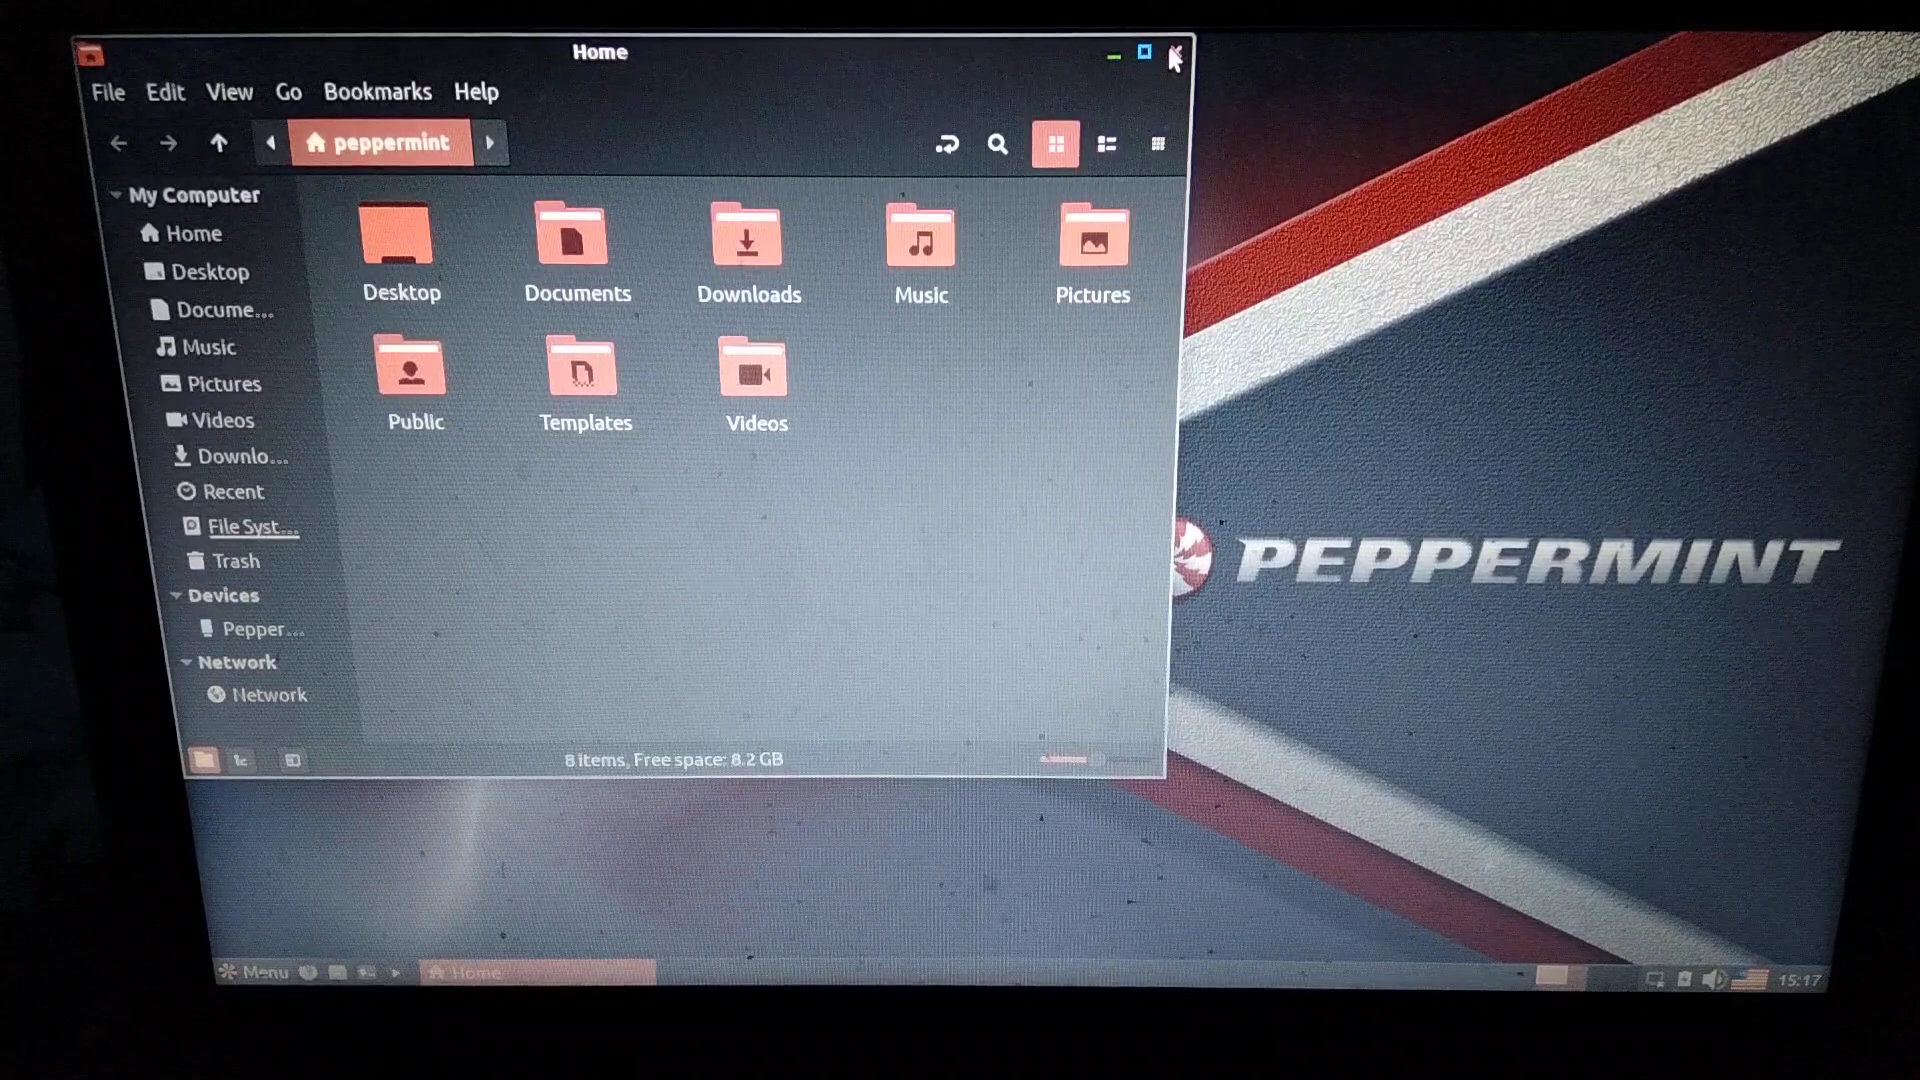 Home
File Edit View Go Bookmarks Help
peppermint
My Computer
Home
Desktop
Docume...
Music
Pictures
Videos
Downlo...
Recent
File Syst...
Trash
Devices
Pepper...
Network
Network
Desktop Documents Downloads Music Pictures
Public Templates Videos
8 items, Free space: 8.2 GB
PEPPERMINT
Menu Home 15:17